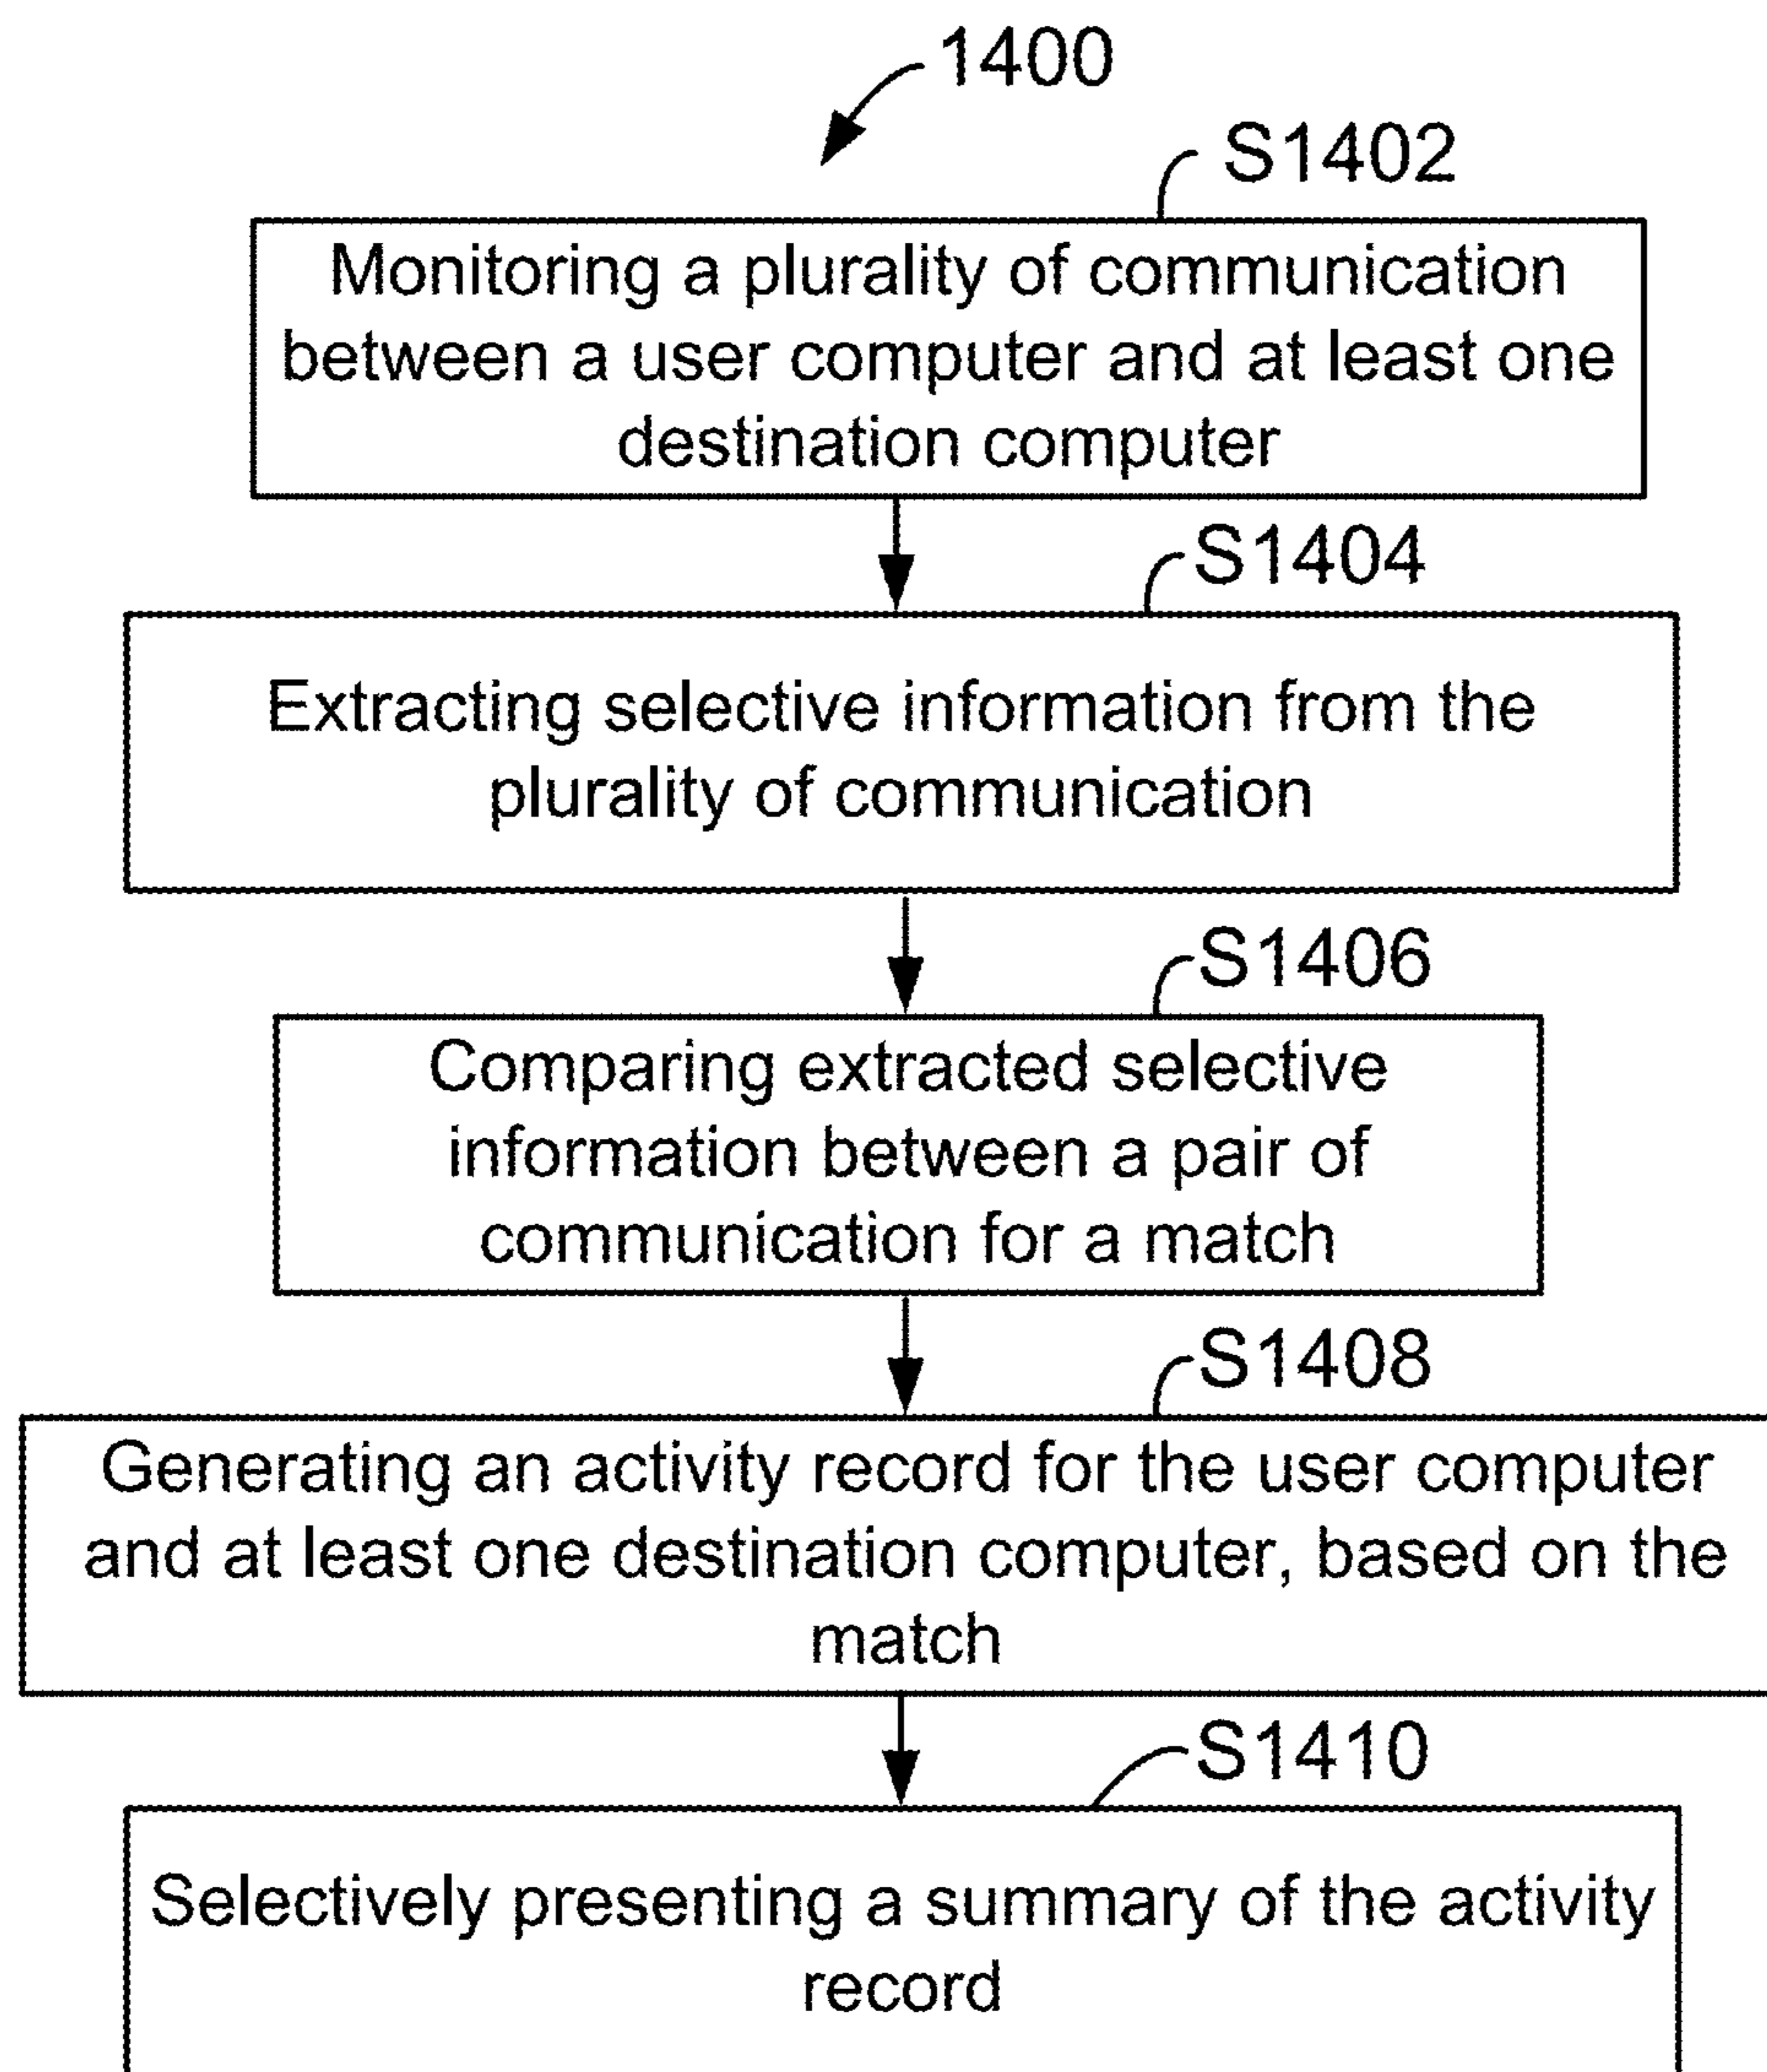 1400
S1402
Monitoring a plurality of communication
between a user computer and at least one
destination computer
S1404
Extracting selective information from the
plurality of communication
S1406
Comparing extracted selective
information between a pair of
communication for a match
S1408
Generating an activity record for the user computer
and at least one destination computer, based on the
match
S1410
Selectively presenting a summary of the activity
record